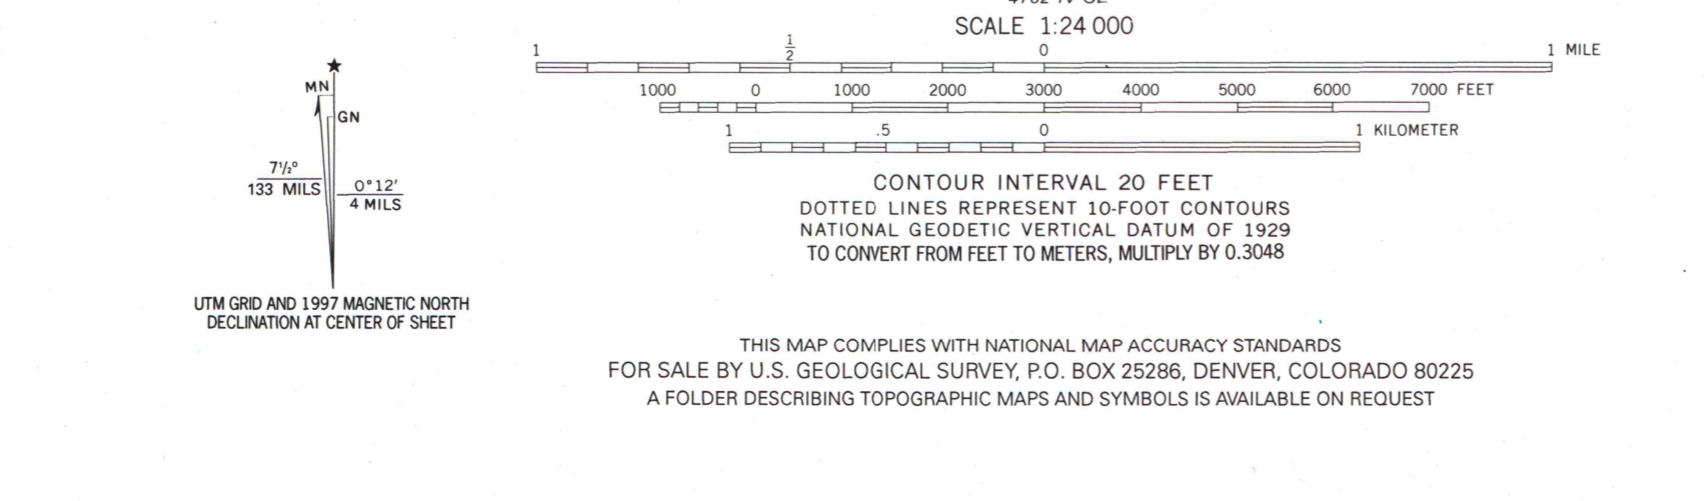 SCALE 1:24 000
1 ½ 0 1 MILE
1000 0 1000 2000 3000 4000 5000 6000 7000 FEET
1 .5 0 1 KILOMETER
CONTOUR INTERVAL 20 FEET
DOTTED LINES REPRESENT 10-FOOT CONTOURS
NATIONAL GEODETIC VERTICAL DATUM OF 1929
TO CONVERT FROM FEET TO METERS, MULTIPLY BY 0.3048
MN
GN
7½°
133 MILS
0°12'
4 MILS
UTM GRID AND 1997 MAGNETIC NORTH
DECLINATION AT CENTER OF SHEET
THIS MAP COMPLIES WITH NATIONAL MAP ACCURACY STANDARDS
FOR SALE BY U.S. GEOLOGICAL SURVEY, P.O. BOX 25286, DENVER, COLORADO 80225
A FOLDER DESCRIBING TOPOGRAPHIC MAPS AND SYMBOLS IS AVAILABLE ON REQUEST